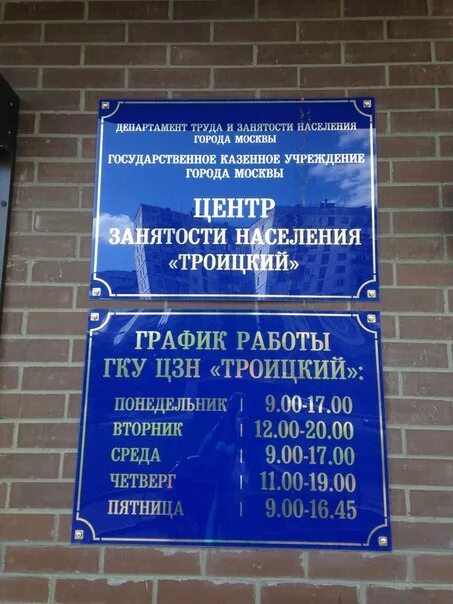 ДЕПАРТАМЕНТ ТРУДА И ЗАНЯТОСТИ НАСЕЛЕНИЯ
ГОРОДА МОСКВЫ
ГОСУДАРСТВЕННОЕ КАЗЕННОЕ УЧРЕЖДЕНИЕ
ГОРОДА МОСКВЫ
ЦЕНТР
ЗАНЯТОСТИ НАСЕЛЕНИЯ
«ТРОИЦКИЙ»
ГРАФИК РАБОТЫ
ГКУ ЦЗН «ТРОИЦКИЙ»:
ПОНЕДЕЛЬНИК | 9.00-17.00
ВТОРНИК | 12.00-20.00
СРЕДА | 9.00-17.00
ЧЕТВЕРГ | 11.00-19.00
ПЯТНИЦА | 9.00-16.45